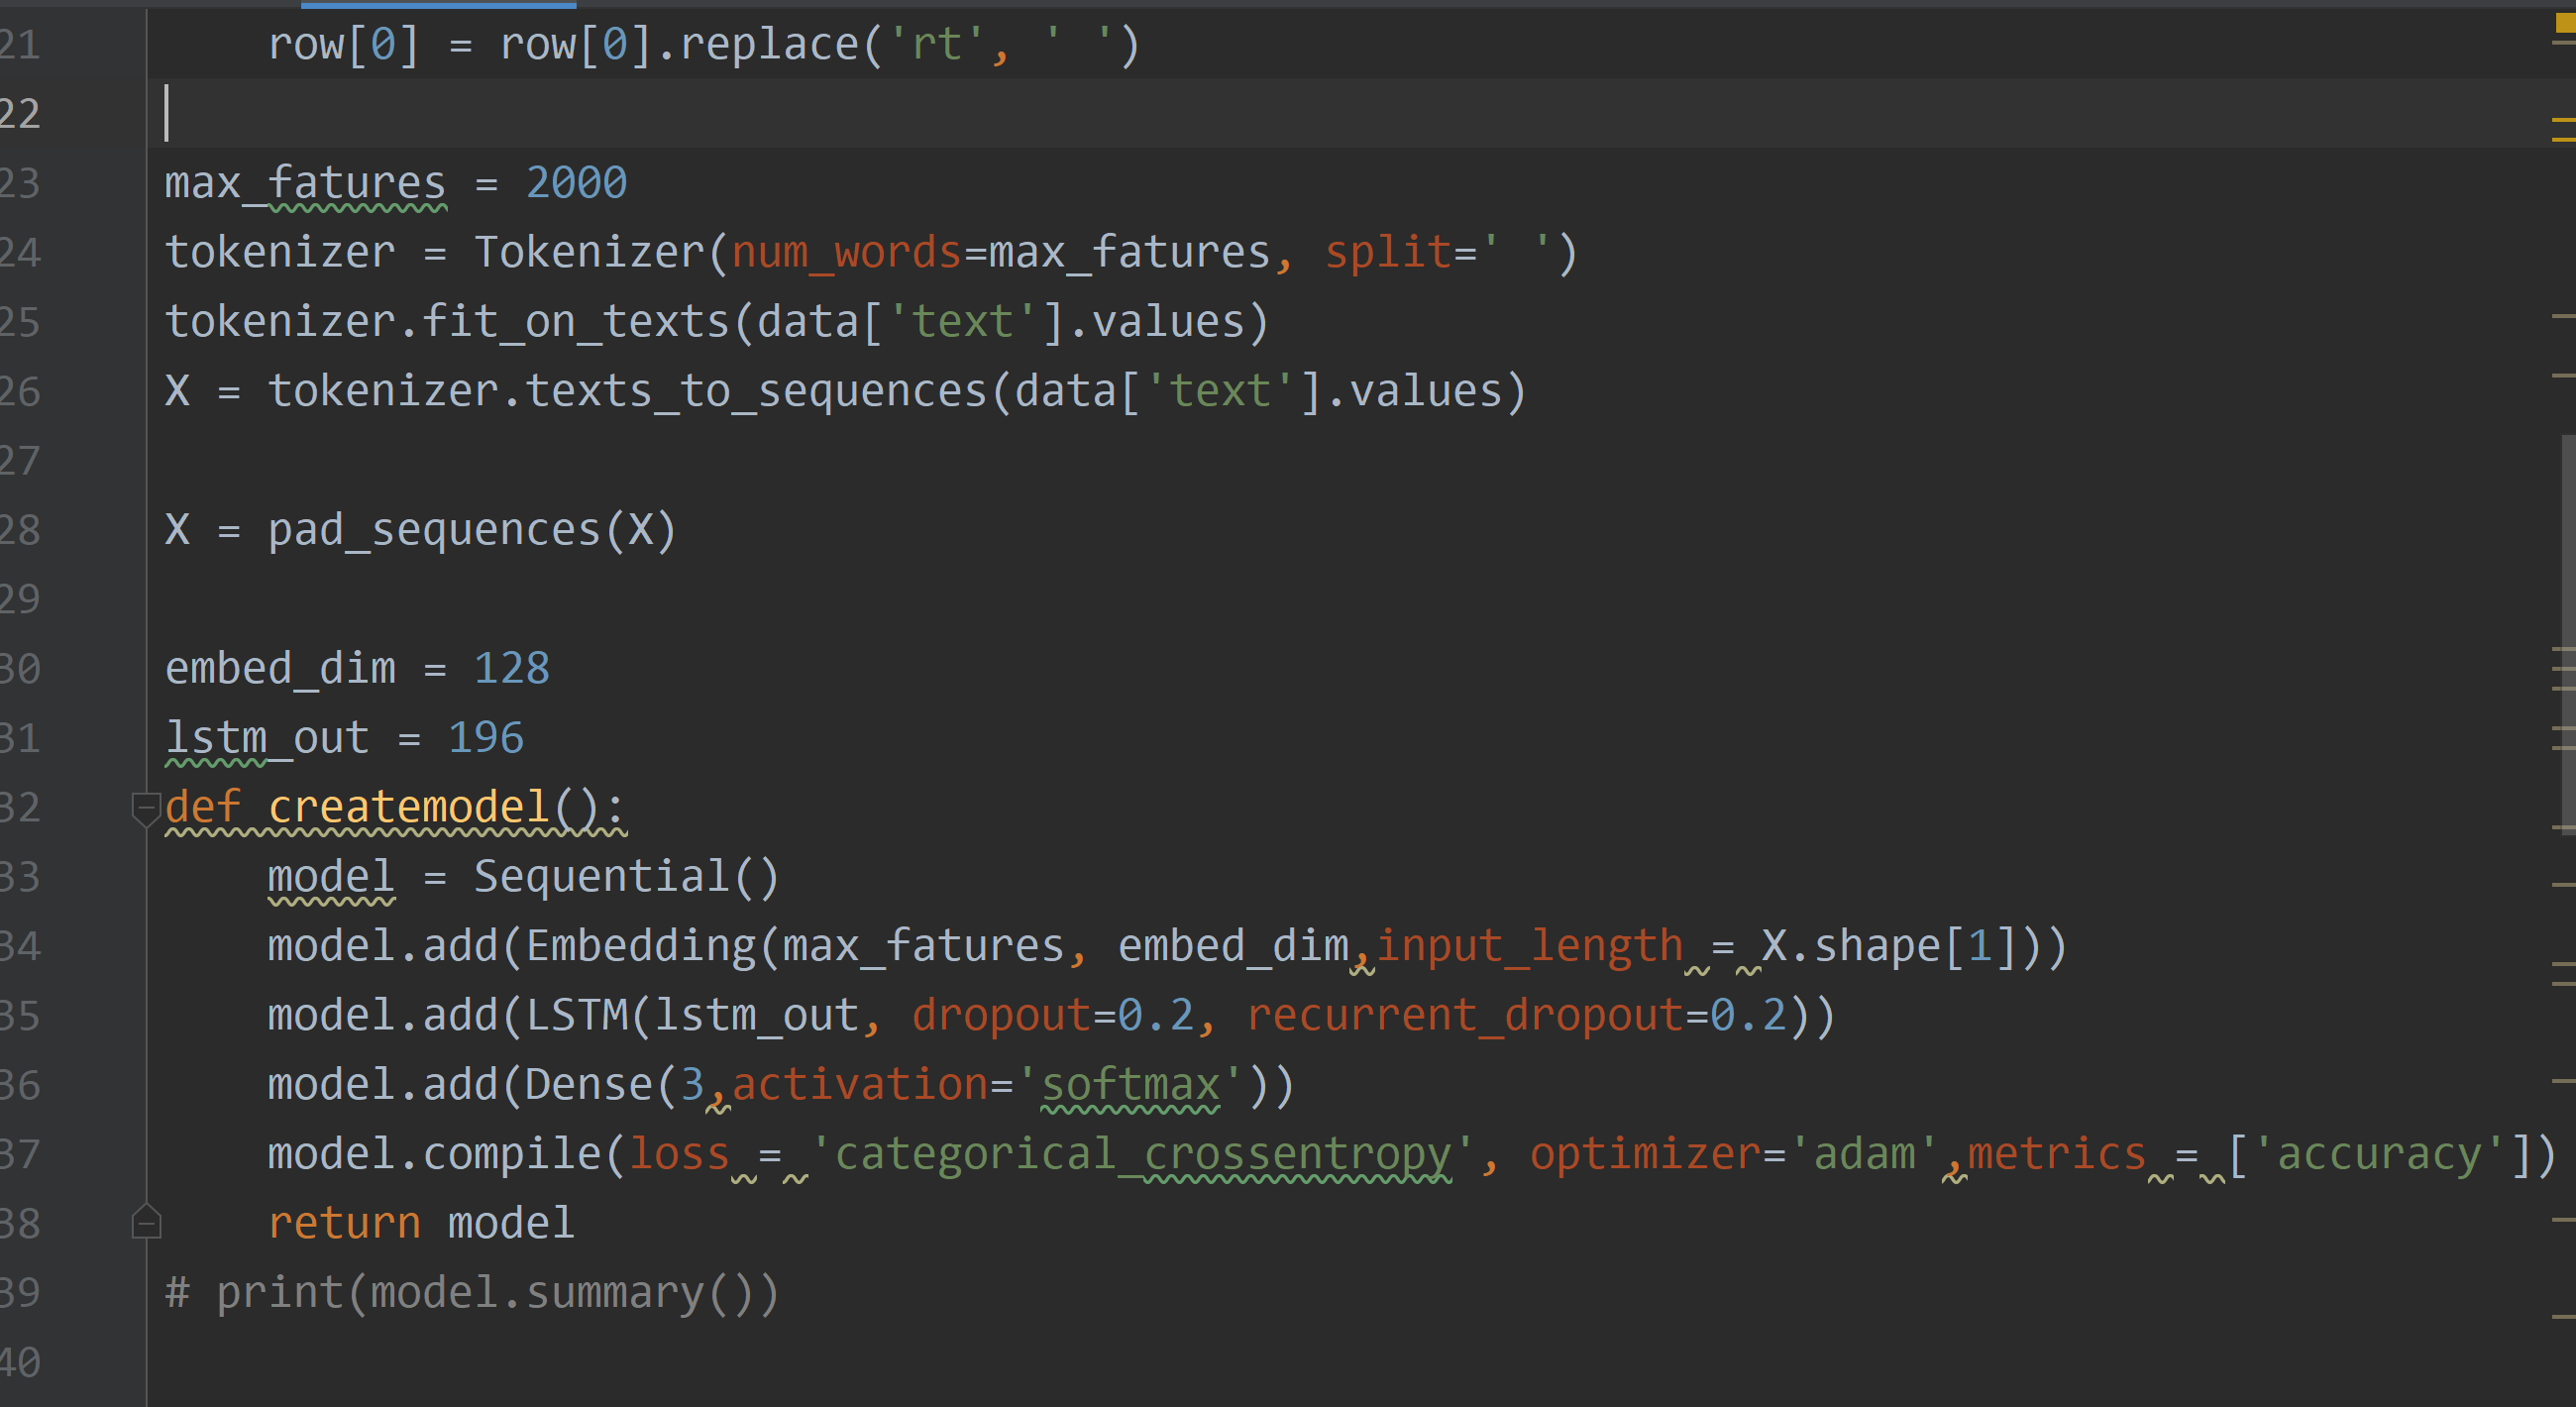 21 row[0] = row[0].replace('rt', ' ')
22
23 max_fatures = 2000
24 tokenizer = Tokenizer(num_words=max_fatures, split=' ')
25 tokenizer.fit_on_texts(data['text'].values)
26 X = tokenizer.texts_to_sequences(data['text'].values)
27
28 X = pad_sequences(X)
29
30 embed_dim = 128
31 lstm_out = 196
32 def createmodel():
33 model = Sequential()
34 model.add(Embedding(max_fatures, embed_dim,input_length = X.shape[1]))
35 model.add(LSTM(lstm_out, dropout=0.2, recurrent_dropout=0.2))
36 model.add(Dense(3,activation='softmax'))
37 model.compile(loss = 'categorical_crossentropy', optimizer='adam',metrics = ['accuracy'])
38 return model
39 # print(model.summary())
40